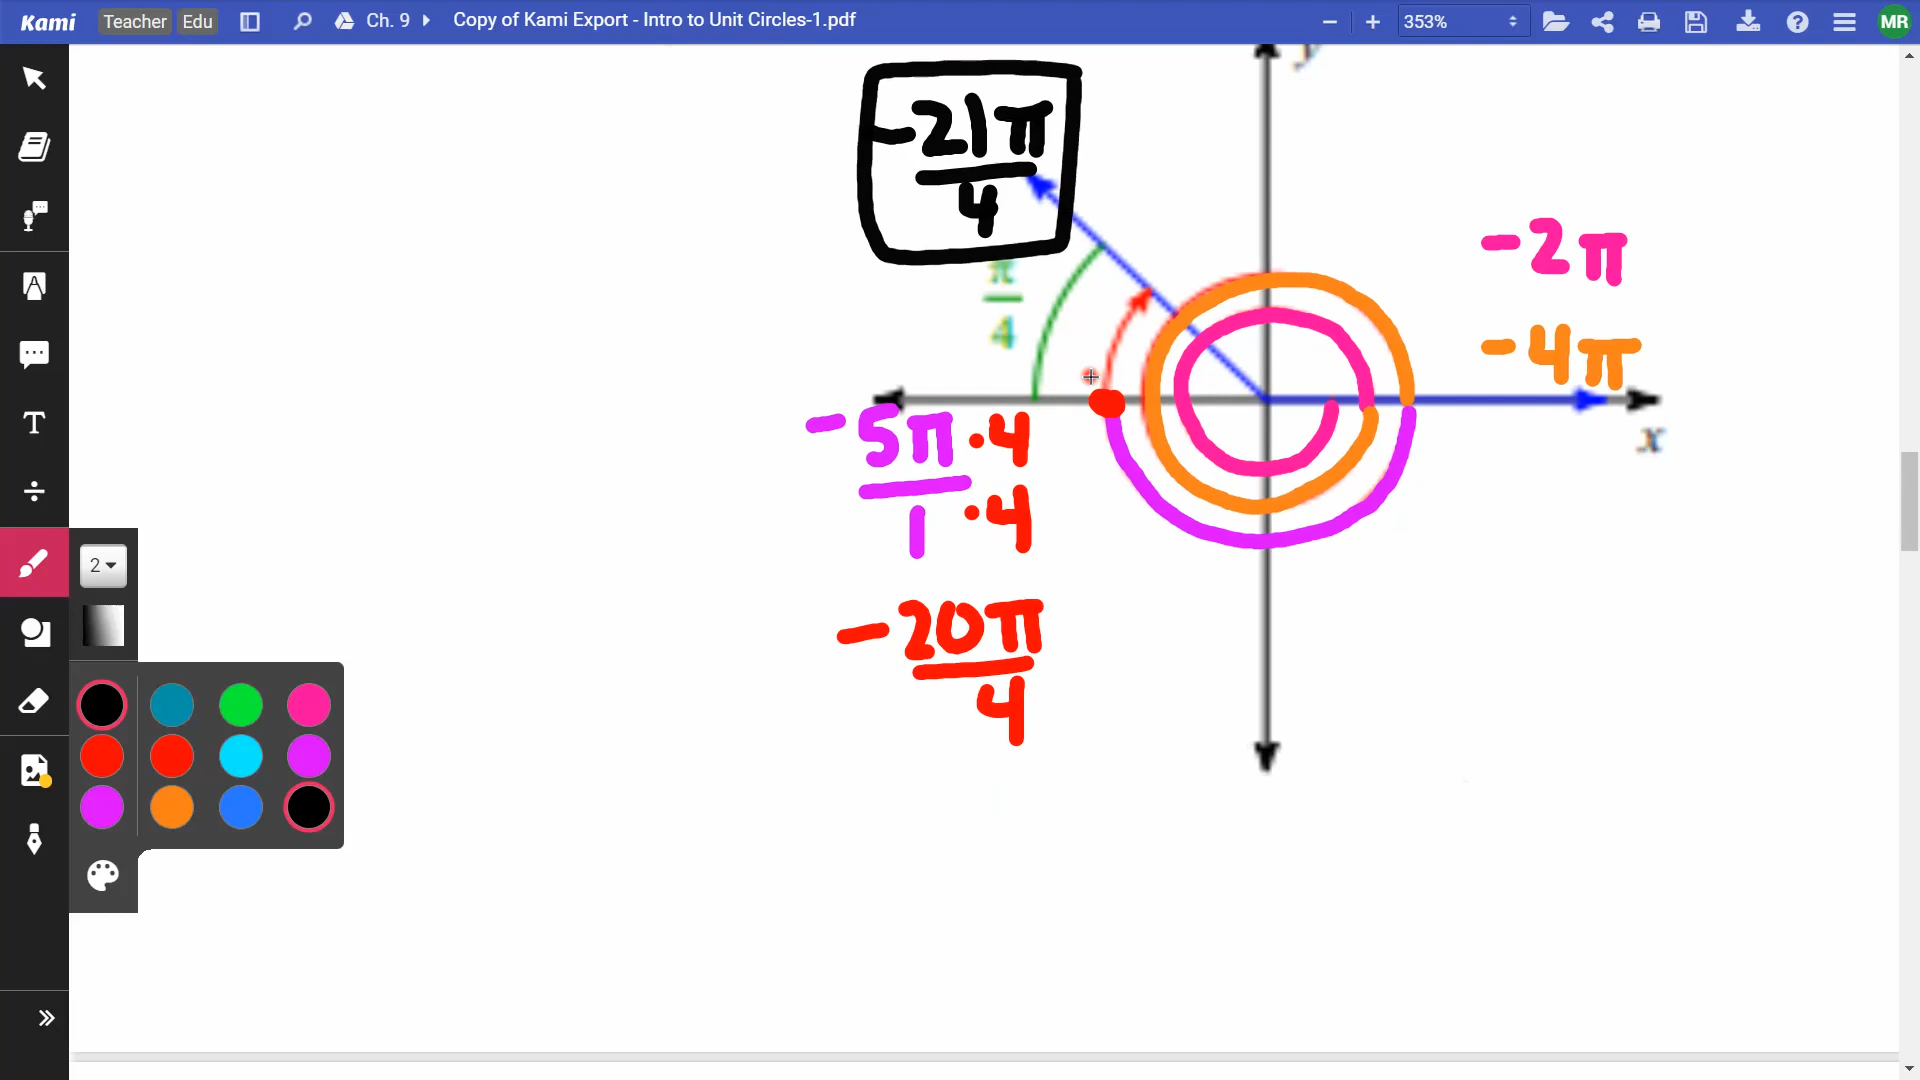 Kami Teacher Edu Ch. 9 Copy of Kami Export - Intro to Unit Circles-1.pdf 353% MR
y
-21π
4
π
4
-2π
-4π
x
-5π · 4
1 · 4
-20π
4
T
2